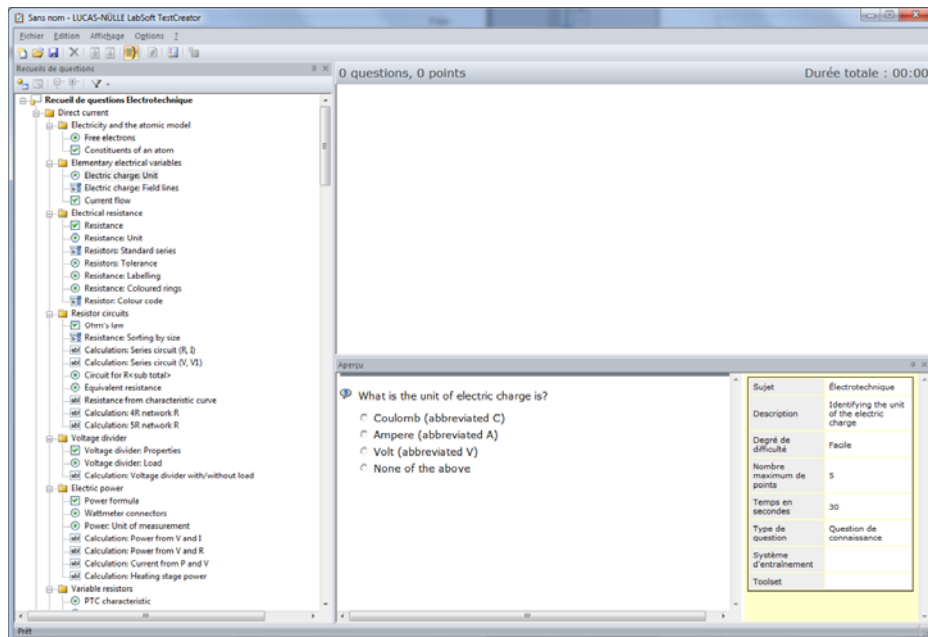 Sans nom - LUCAS-NÜLLE LabSoft TestCreator
Fichier Edition Affichage Options ?
Recueils de questions
Recueil de questions Electrotechnique
Direct current
Electricity and the atomic model
Free electrons
Constituents of an atom
Elementary electrical variables
Electric charge: Unit
Electric charge: Field lines
Current flow
Electrical resistance
Resistance
Resistance: Unit
Resistors: Standard series
Resistors: Tolerance
Resistance: Labelling
Resistance: Coloured rings
Resistor: Colour code
Resistor circuits
Ohm's law
Resistance: Sorting by size
Calculation: Series circuit (R, I)
Calculation: Series circuit (V, V1)
Circuit for R<sub total>
Equivalent resistance
Resistance from characteristic curve
Calculation: 4R network R
Calculation: 5R network R
Voltage divider
Voltage divider: Properties
Voltage divider: Load
Calculation: Voltage divider with/without load
Electric power
Power formula
Wattmeter connectors
Power: Unit of measurement
Calculation: Power from V and I
Calculation: Power from V and R
Calculation: Current from P and V
Calculation: Heating stage power
Variable resistors
PTC characteristic
0 questions, 0 points
Durée totale : 00:00
Aperçu
What is the unit of electric charge is?
Coulomb (abbreviated C)
Ampere (abbreviated A)
Volt (abbreviated V)
None of the above
Sujet Électrotechnique
Description Identifying the unit
of the electric
charge
Degré de
difficulté Facile
Nombre
maximum de
points 5
Temps en
secondes 30
Type de
question Question de
connaissance
Système
d'entraînement
Toolset
Prêt